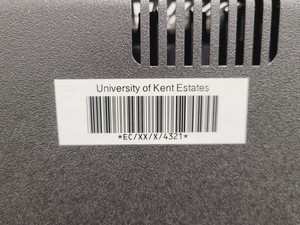 University of Kent Estates
*EC/XX/X/4321*